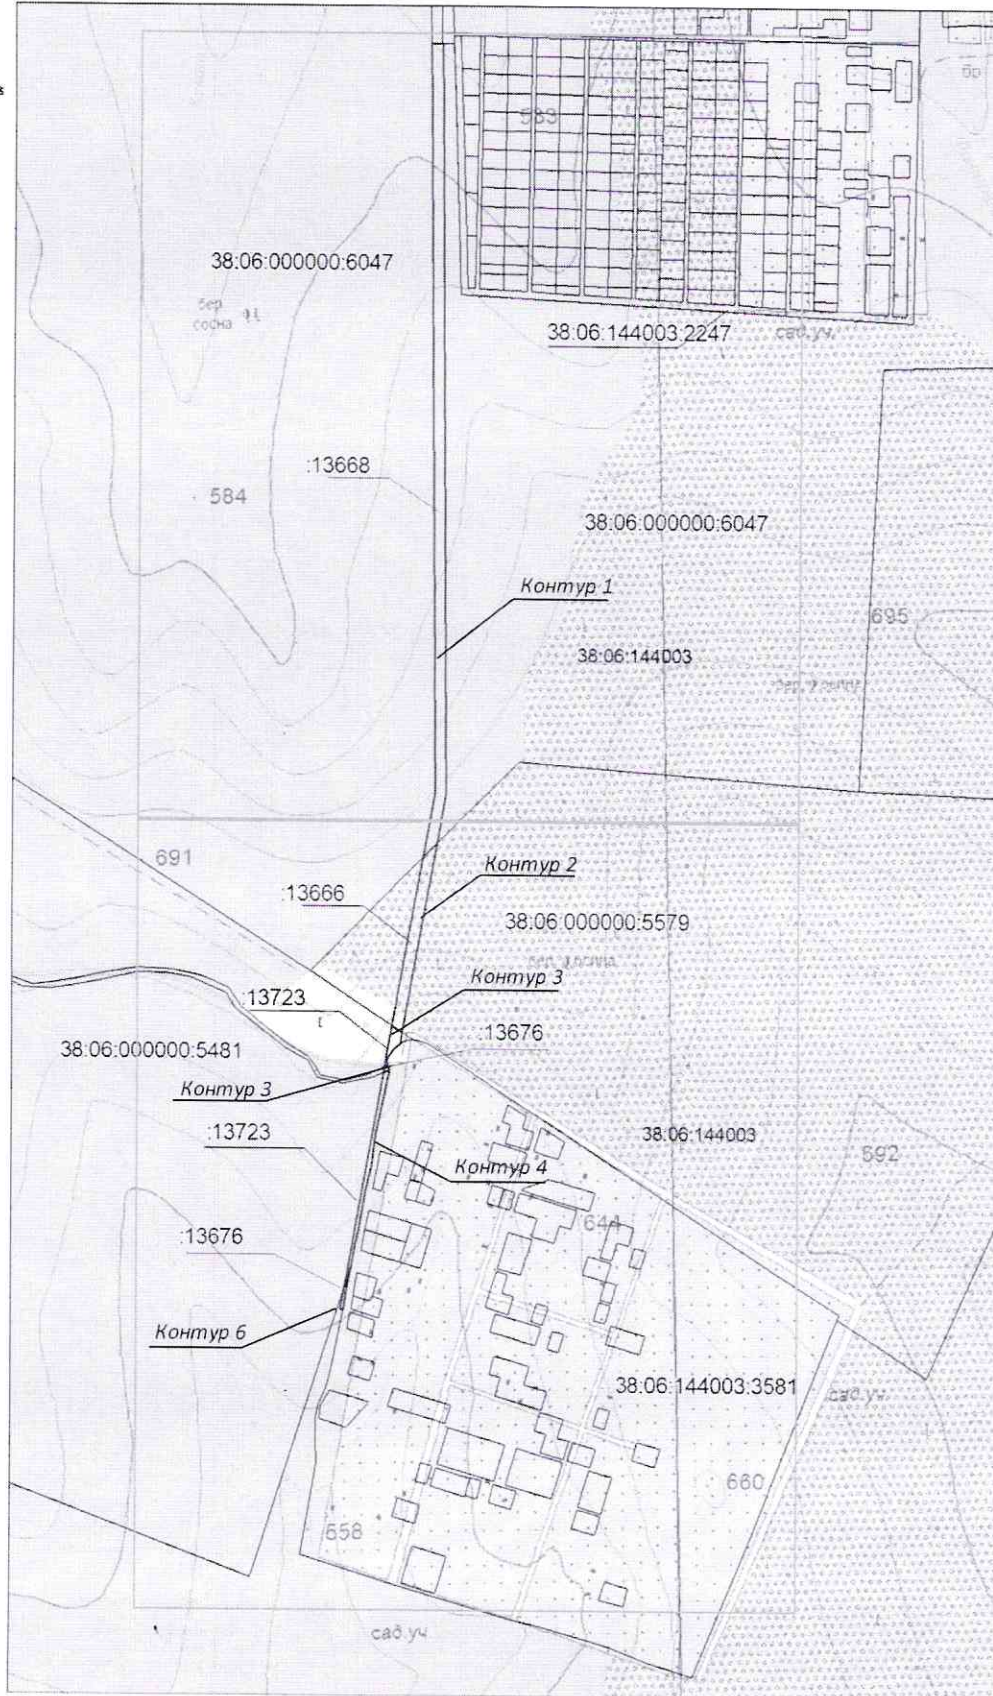 583
бр
38:06:000000:6047
бер
сосна
38:06:144003:2247
сад.уч.
:13668
584
38:06:000000:6047
Контур 1
695
38:06:144003
691
Контур 2
:13666
38:06:000000:5579
Контур 3
:13723
:13676
38:06:000000:5481
Контур 3
:13723
38:06:144003
692
Контур 4
644
:13676
Контур 6
38:06:144003:3581
сад.уч.
660
658
сад.уч